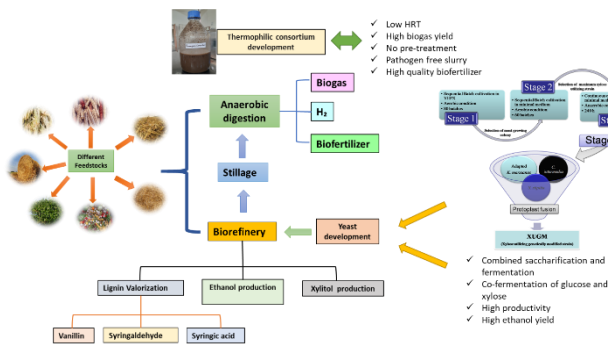 Thermophilic consortium
development
✓ Low HRT
✓ High biogas yield
✓ No pre-treatment
✓ Pathogen free slurry
✓ High quality biofertilizer
Biogas
Anaerobic
digestion
H₂
Biofertilizer
Different
Feedstocks
Stillage
Biorefinery
Yeast
development
Lignin Valorization
Ethanol production
Xylitol production
Vanillin
Syringaldehyde
Syringic acid
Stage 1
Stage 2
Stage
Protoplast fusion
XUGM
✓ Combined saccharification and
fermentation
✓ Co-fermentation of glucose and
xylose
✓ High productivity
✓ High ethanol yield